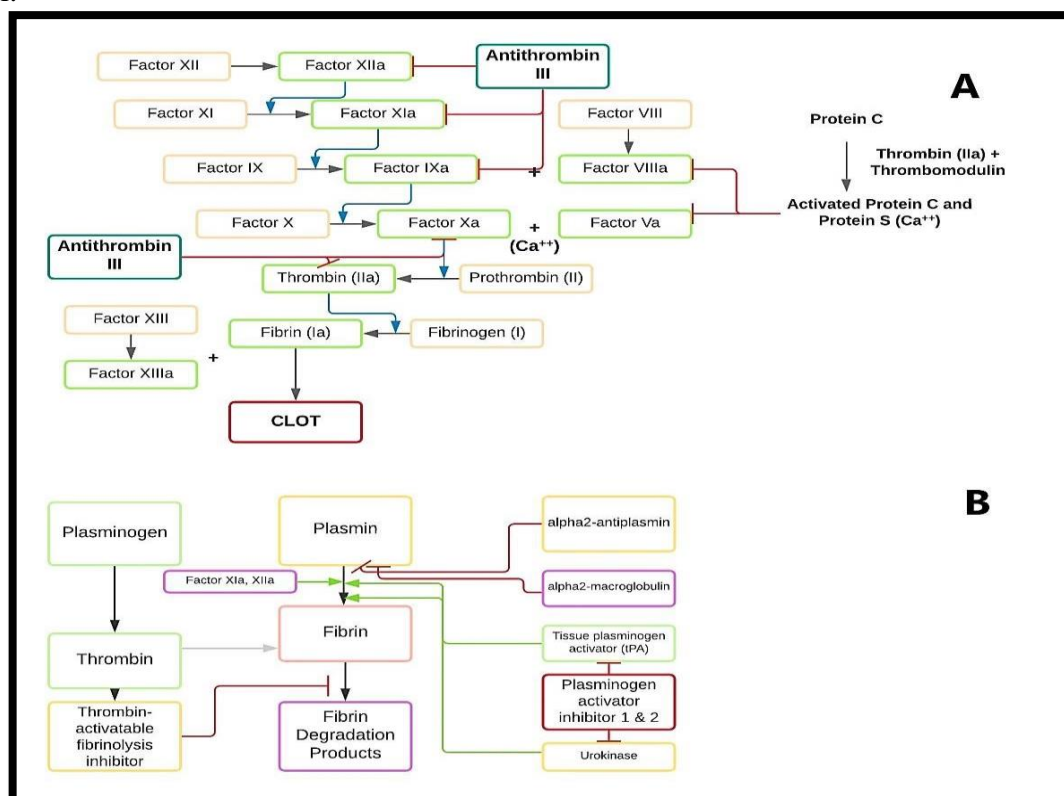 Factor XII
Factor XIIa
Antithrombin
III
A
Factor XI
Factor XIa
Factor VIII
Protein C
Factor IX
Factor IXa
+
Factor VIIIa
Thrombin (IIa) +
Thrombomodulin
Activated Protein C and
Protein S (Ca⁺⁺)
Factor X
Factor Xa
+
(Ca⁺⁺)
Factor Va
Antithrombin
III
Thrombin (IIa)
Prothrombin (II)
Factor XIII
Factor XIIIa
+
Fibrin (Ia)
Fibrinogen (I)
CLOT
B
Plasminogen
Plasmin
alpha2-antiplasmin
Factor XIa, XIIa
alpha2-macroglobulin
Thrombin
Fibrin
Tissue plasminogen
activator (tPA)
Plasminogen
activator
inhibitor 1 & 2
Thrombin-
activatable
fibrinolysis
inhibitor
Fibrin
Degradation
Products
Urokinase